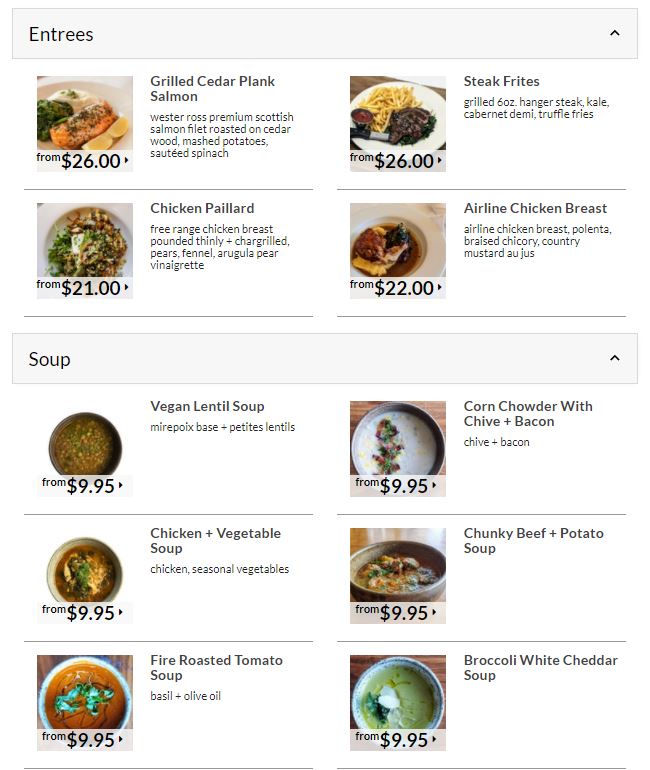 Entrees
Grilled Cedar Plank
Salmon
wester ross premium scottish
salmon filet roasted on cedar
wood, mashed potatoes,
sautéed spinach
from$26.00
Steak Frites
grilled 6oz. hanger steak, kale,
cabernet demi, truffle fries
from$26.00
Chicken Paillard
free range chicken breast
pounded thinly + chargrilled,
pears, fennel, arugula pear
vinaigrette
from$21.00
Airline Chicken Breast
airline chicken breast, polenta,
braised chicory, country
mustard au jus
from$22.00
Soup
Vegan Lentil Soup
mirepoix base + petites lentils
from$9.95
Corn Chowder With
Chive + Bacon
chive + bacon
from$9.95
Chicken + Vegetable
Soup
chicken, seasonal vegetables
from$9.95
Chunky Beef + Potato
Soup
from$9.95
Fire Roasted Tomato
Soup
basil + olive oil
from$9.95
Broccoli White Cheddar
Soup
from$9.95